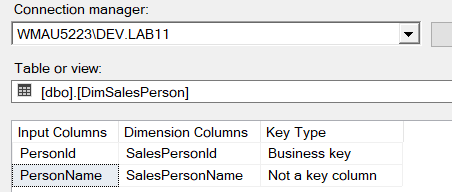 Connection manager:
WMAU5223\DEV.LAB11
Table or view:
[dbo].[DimSalesPerson]
Input Columns Dimension Columns Key Type
PersonId SalesPersonId Business key
PersonName SalesPersonName Not a key column